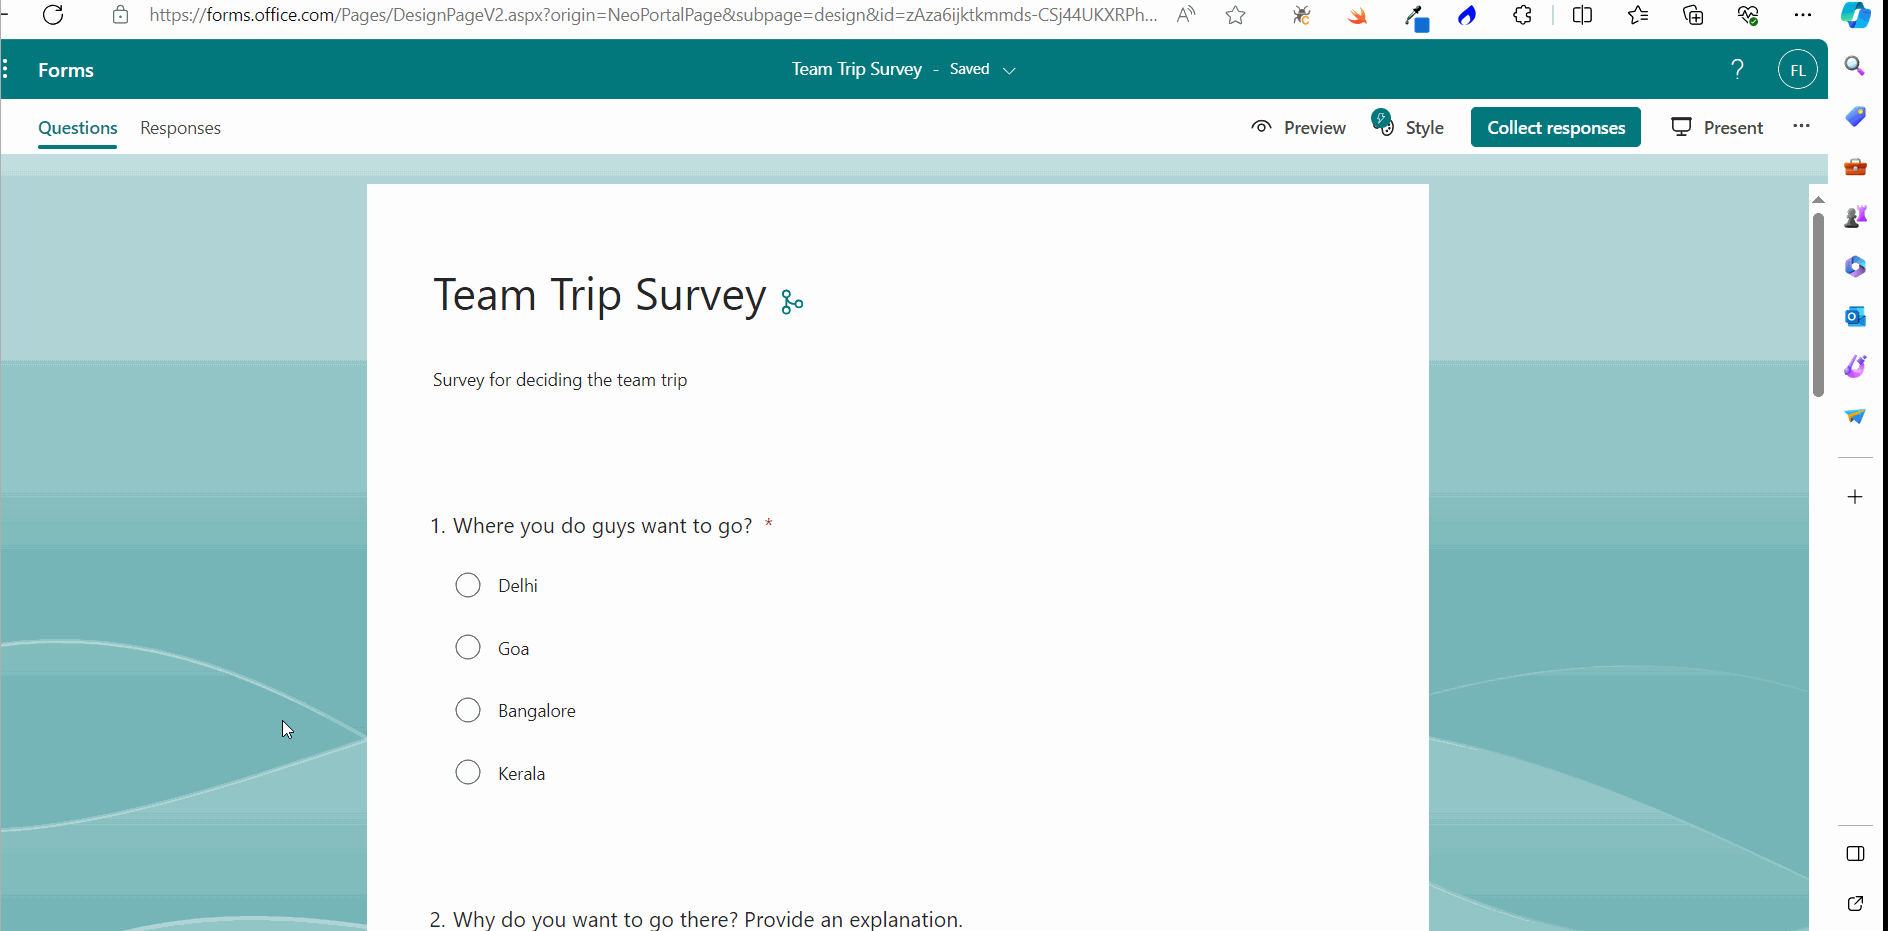 https://forms.office.com/Pages/DesignPageV2.aspx?origin=NeoPortalPage&subpage=design&id=zAza6ijktkmmds-CSj44UKXRPh...
Forms
Team Trip Survey - Saved
?
FL
Questions Responses
Preview Style Collect responses Present
Team Trip Survey
Survey for deciding the team trip
1. Where you do guys want to go? *
Delhi
Goa
Bangalore
Kerala
2. Why do you want to go there? Provide an explanation.